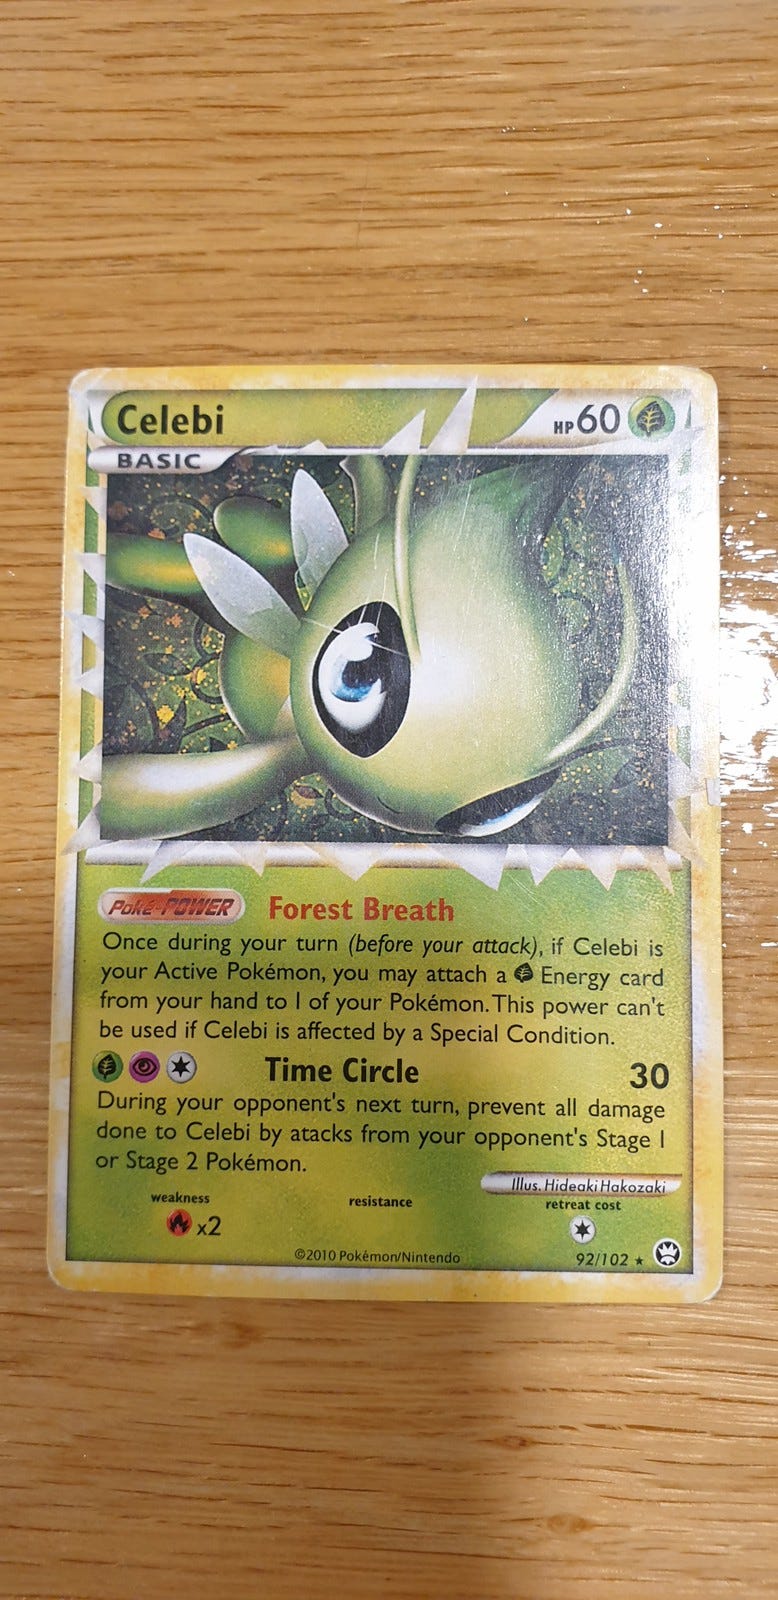 Celebi
HP 60
BASIC
Poké-POWER Forest Breath
Once during your turn (before your attack), if Celebi is
your Active Pokémon, you may attach a Energy card
from your hand to 1 of your Pokémon. This power can't
be used if Celebi is affected by a Special Condition.
Time Circle 30
During your opponent's next turn, prevent all damage
done to Celebi by atacks from your opponent's Stage 1
or Stage 2 Pokémon.
Illus. Hideaki Hakozaki
weakness resistance retreat cost
x2
©2010 Pokémon/Nintendo 92/102 ★